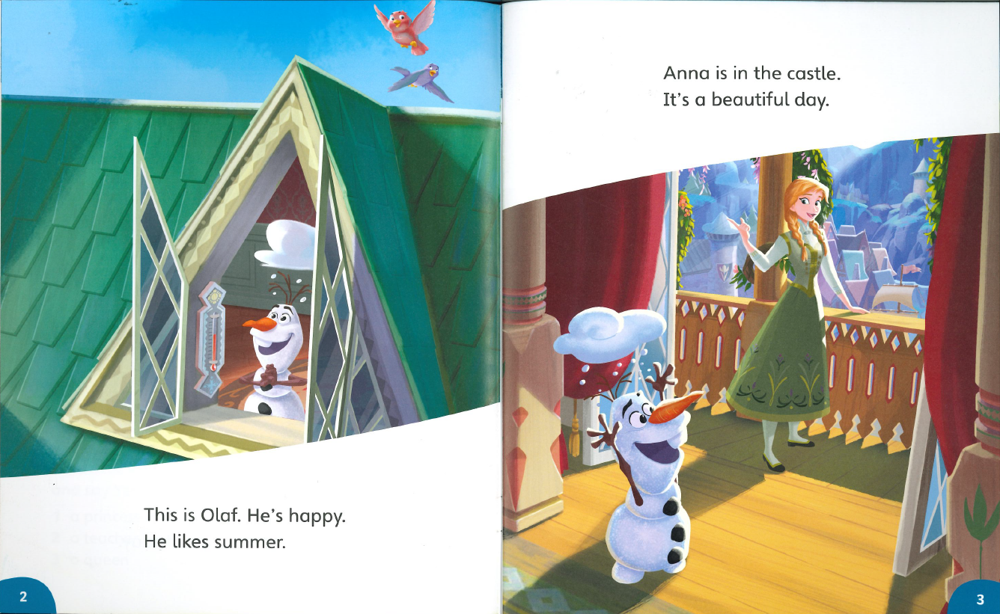 This is Olaf. He's happy.
He likes summer.
2
Anna is in the castle.
It's a beautiful day.
3